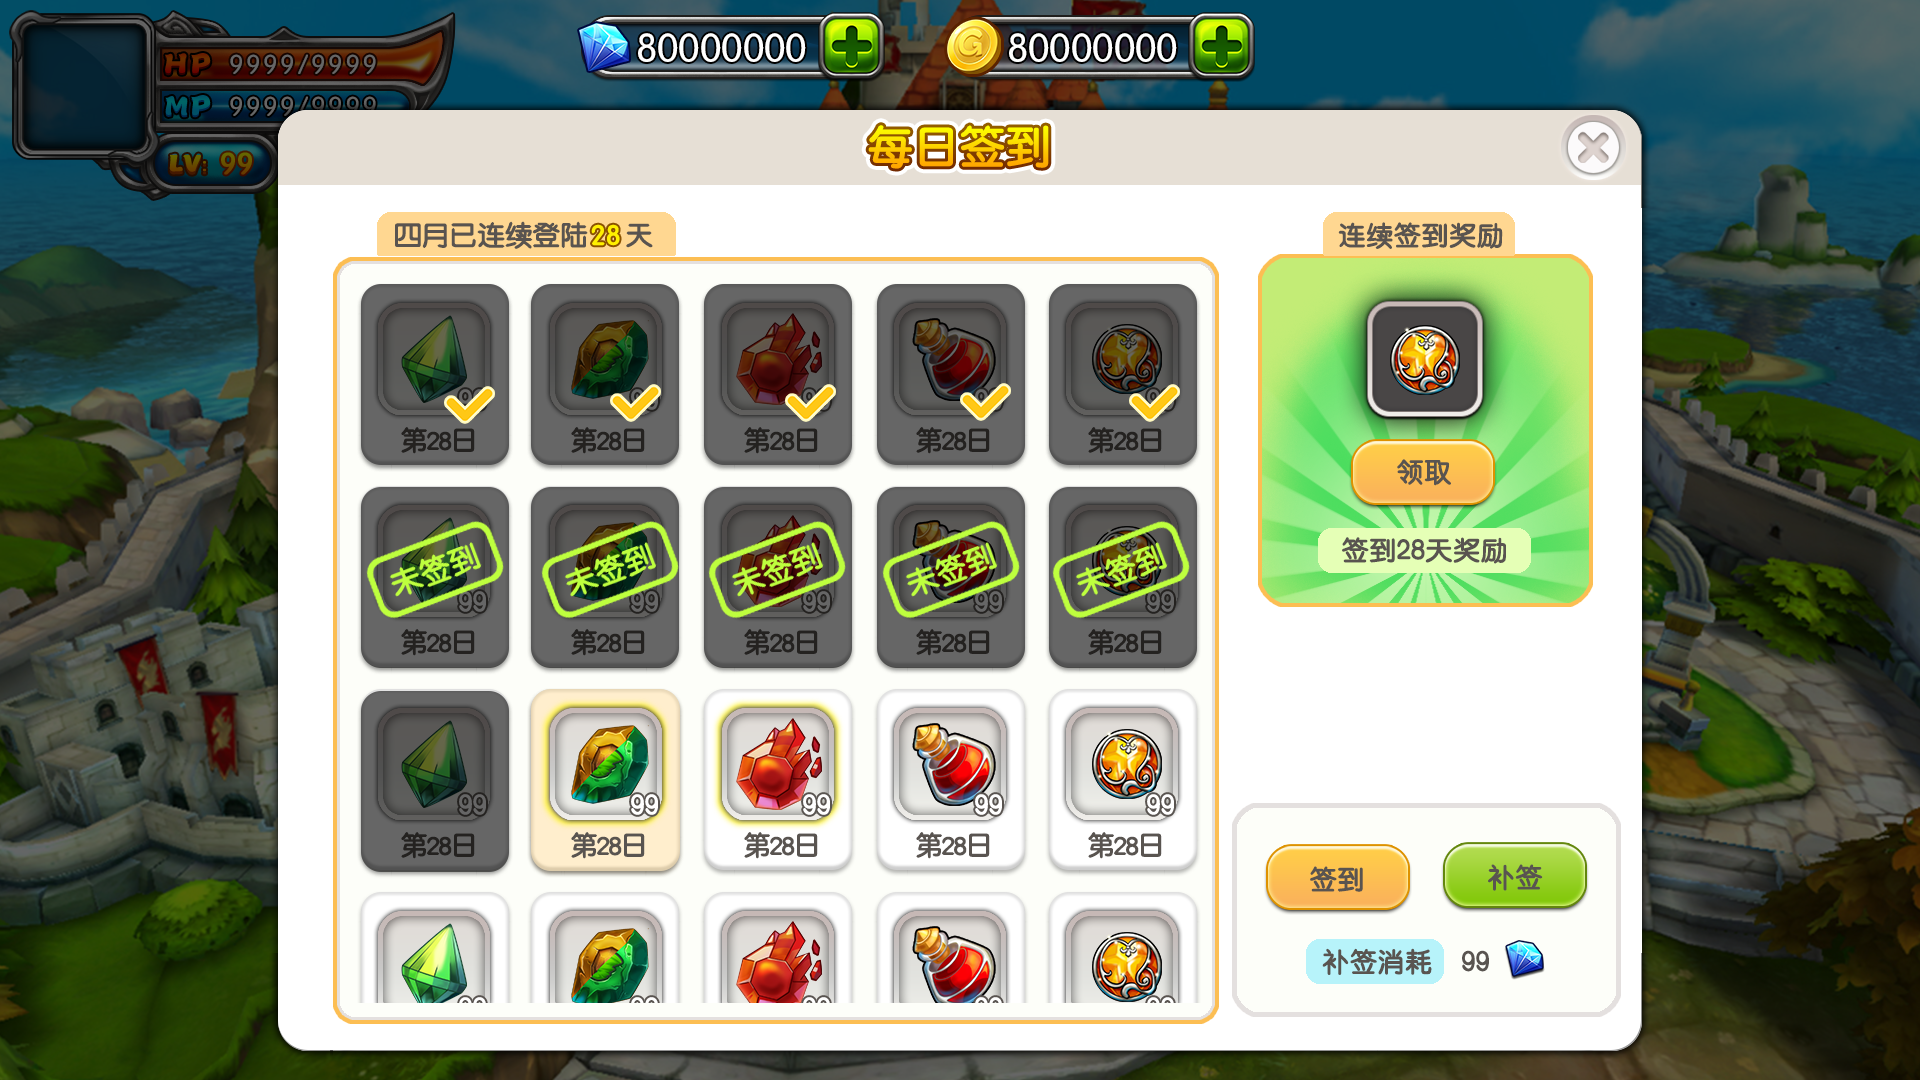 HP 9999/9999
MP 9999/9999
LV: 99
80000000
G 80000000
每日签到
四月已连续登陆28天
连续签到奖励
第28日 第28日 第28日 第28日 第28日
未签到 未签到 未签到 未签到 未签到
99 99 99 99 99
第28日 第28日 第28日 第28日 第28日
99 99 99 99 99
第28日 第28日 第28日 第28日 第28日
99 99 99 99 99
领取
签到28天奖励
签到
补签
补签消耗 99